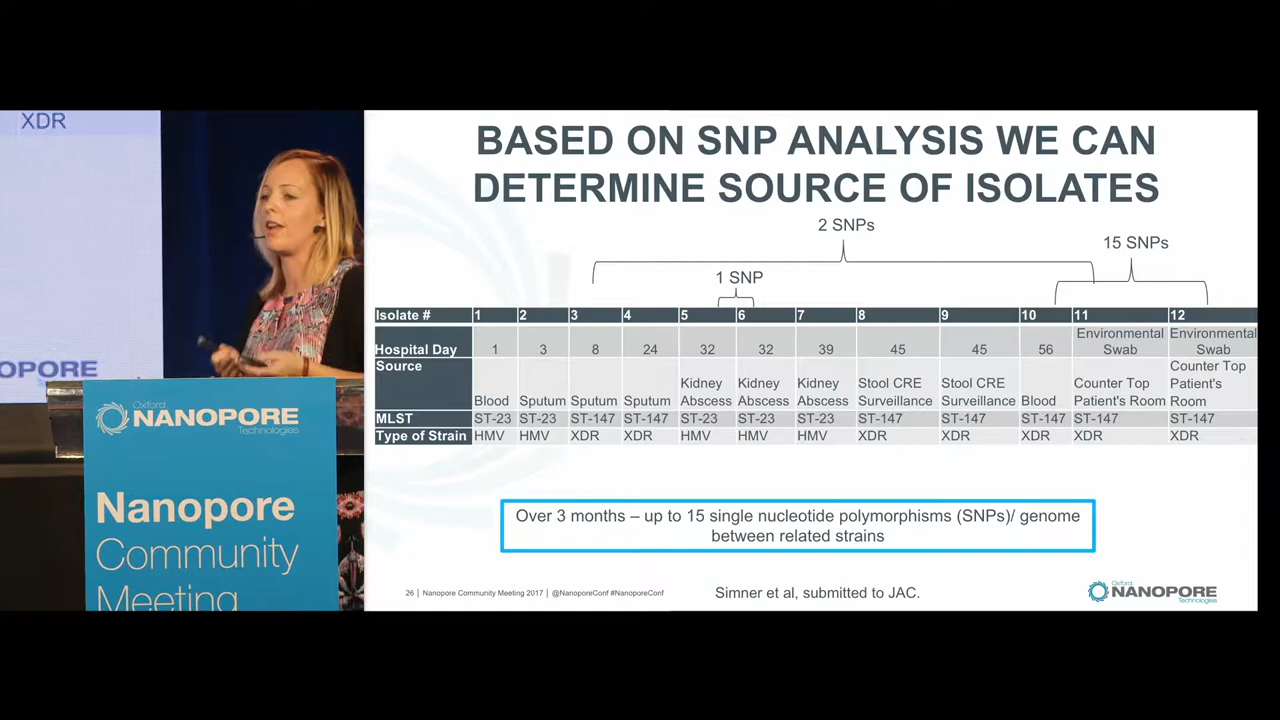 XDR
OPORE
Oxford
NANOPORE
Technologies
Nanopore
Community
Meeting
BASED ON SNP ANALYSIS WE CAN
DETERMINE SOURCE OF ISOLATES
2 SNPs
15 SNPs
1 SNP
Isolate # 1 2 3 4 5 6 7 8 9 10 11 12
Hospital Day 1 3 8 24 32 32 39 45 45 56 Environmental Swab Environmental Swab
Source Blood Sputum Sputum Sputum Kidney Abscess Kidney Abscess Kidney Abscess Stool CRE Surveillance Stool CRE Surveillance Blood Counter Top Patient's Room Counter Top Patient's Room
MLST ST-23 ST-23 ST-147 ST-147 ST-23 ST-23 ST-23 ST-147 ST-147 ST-147 ST-147 ST-147
Type of Strain HMV HMV XDR XDR HMV HMV HMV XDR XDR XDR XDR XDR
Over 3 months – up to 15 single nucleotide polymorphisms (SNPs)/ genome
between related strains
26 | Nanopore Community Meeting 2017 | @NanoporeConf #NanoporeConf
Simner et al, submitted to JAC.
Oxford
NANOPORE
Technologies